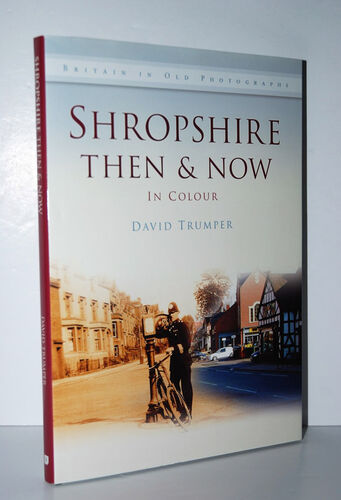 BRITAIN IN OLD PHOTOGRAPHS
SHROPSHIRE
THEN & NOW
IN COLOUR
DAVID TRUMPER
SHROPSHIRE THEN & NOW
DAVID TRUMPER